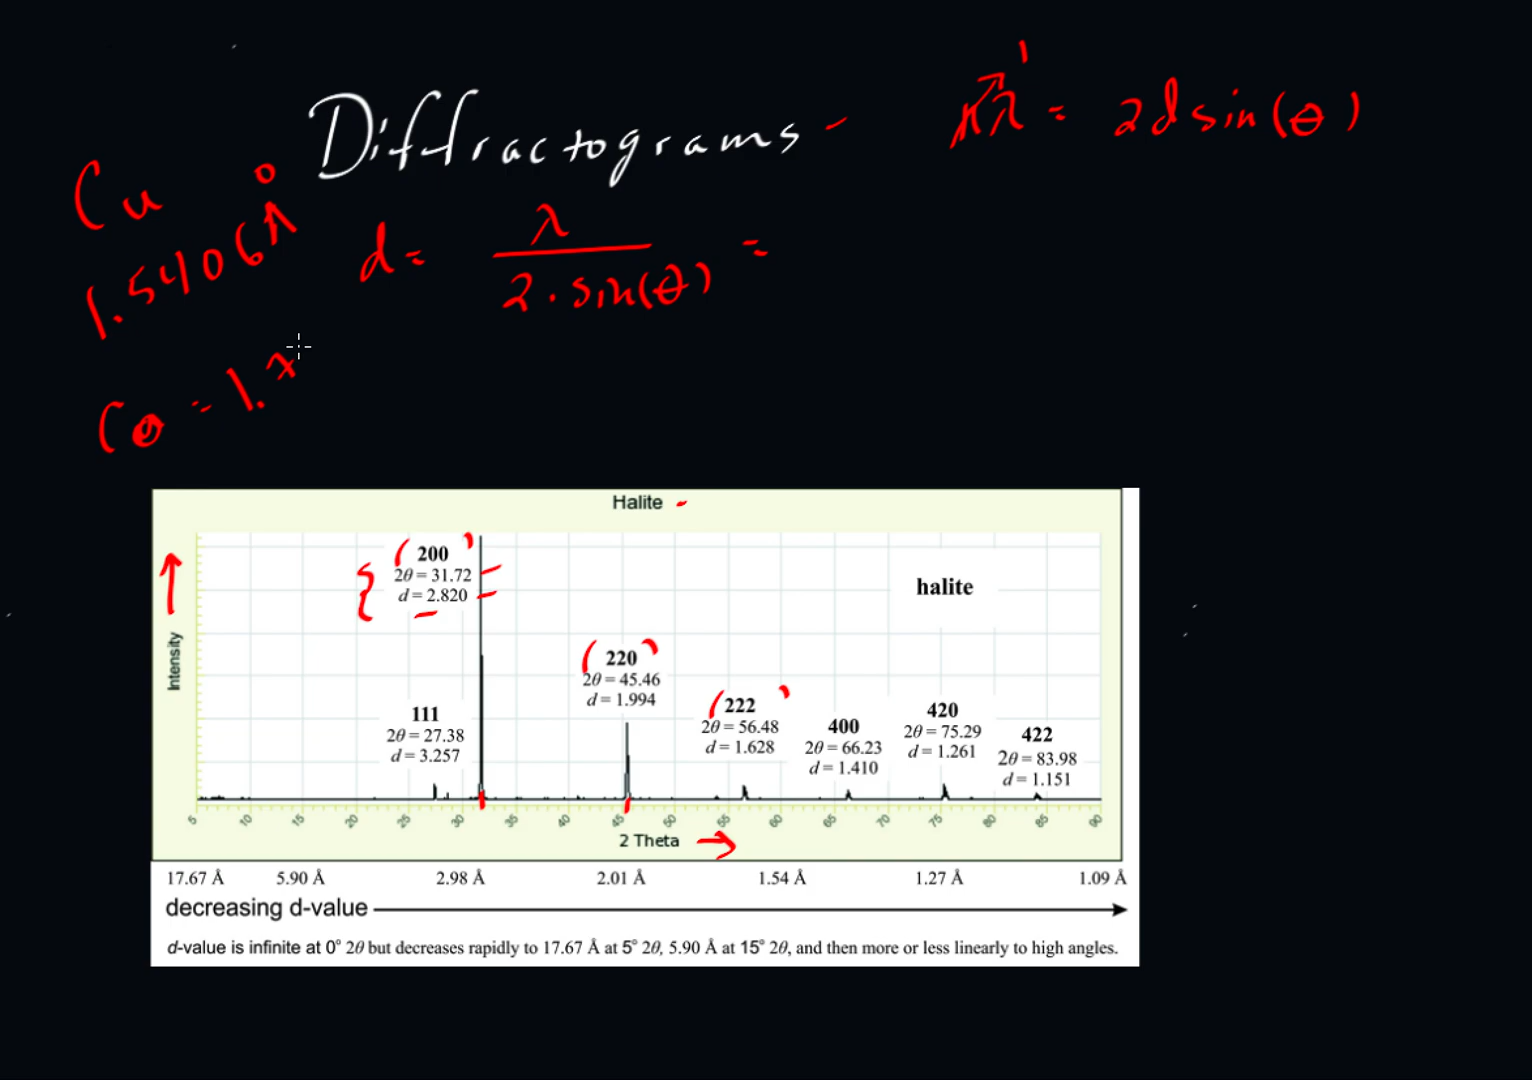 Diffractograms -
nλ = 2d sin(θ)
1
Cu
1.5406Å
d = λ / 2 · sin(θ) =
Co = 1.7
Halite
200
2θ = 31.72
d = 2.820
halite
220
2θ = 45.46
d = 1.994
222
2θ = 56.48
d = 1.628
111
2θ = 27.38
d = 3.257
400
2θ = 66.23
d = 1.410
420
2θ = 75.29
d = 1.261
422
2θ = 83.98
d = 1.151
Intensity
5 10 15 20 25 30 35 40 45 50 55 60 65 70 75 80 85 90
2 Theta
17.67 Å 5.90 Å 2.98 Å 2.01 Å 1.54 Å 1.27 Å 1.09 Å
decreasing d-value
d-value is infinite at 0° 2θ but decreases rapidly to 17.67 Å at 5° 2θ, 5.90 Å at 15° 2θ, and then more or less linearly to high angles.